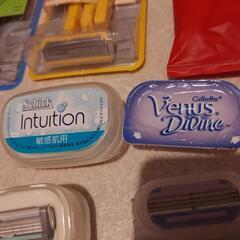 Schick
intuition
敏感肌用
Gillette
Venus
Divine